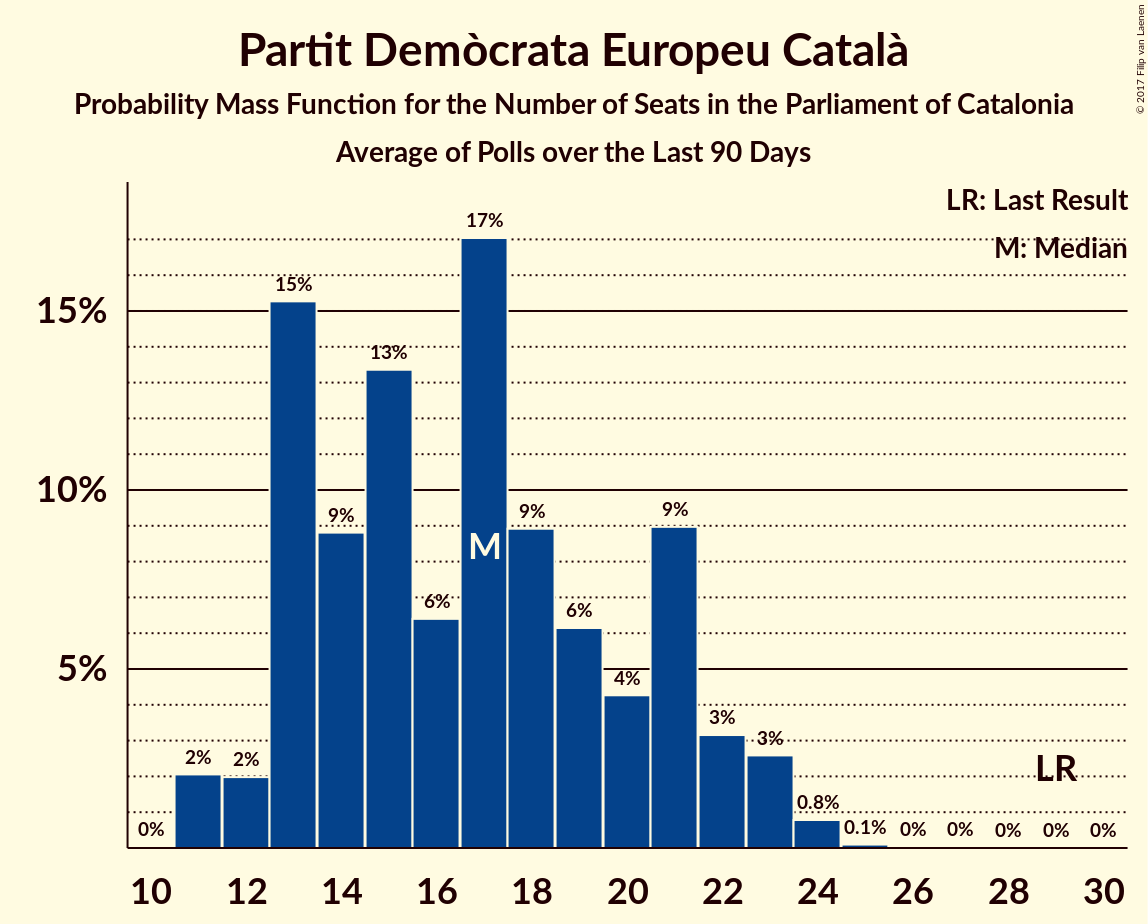 Partit Demòcrata Europeu Català
Probability Mass Function for the Number of Seats in the Parliament of Catalonia
Average of Polls over the Last 90 Days
© 2017 Filip van Laenen
LR: Last Result
M: Median
17%
15%
15%
13%
10%
9%
9%
9%
M
6%
6%
5%
4%
3%
3%
2%
2%
LR
0.8%
0.1%
0%
0%
0%
0%
0%
0%
10 12 14 16 18 20 22 24 26 28 30